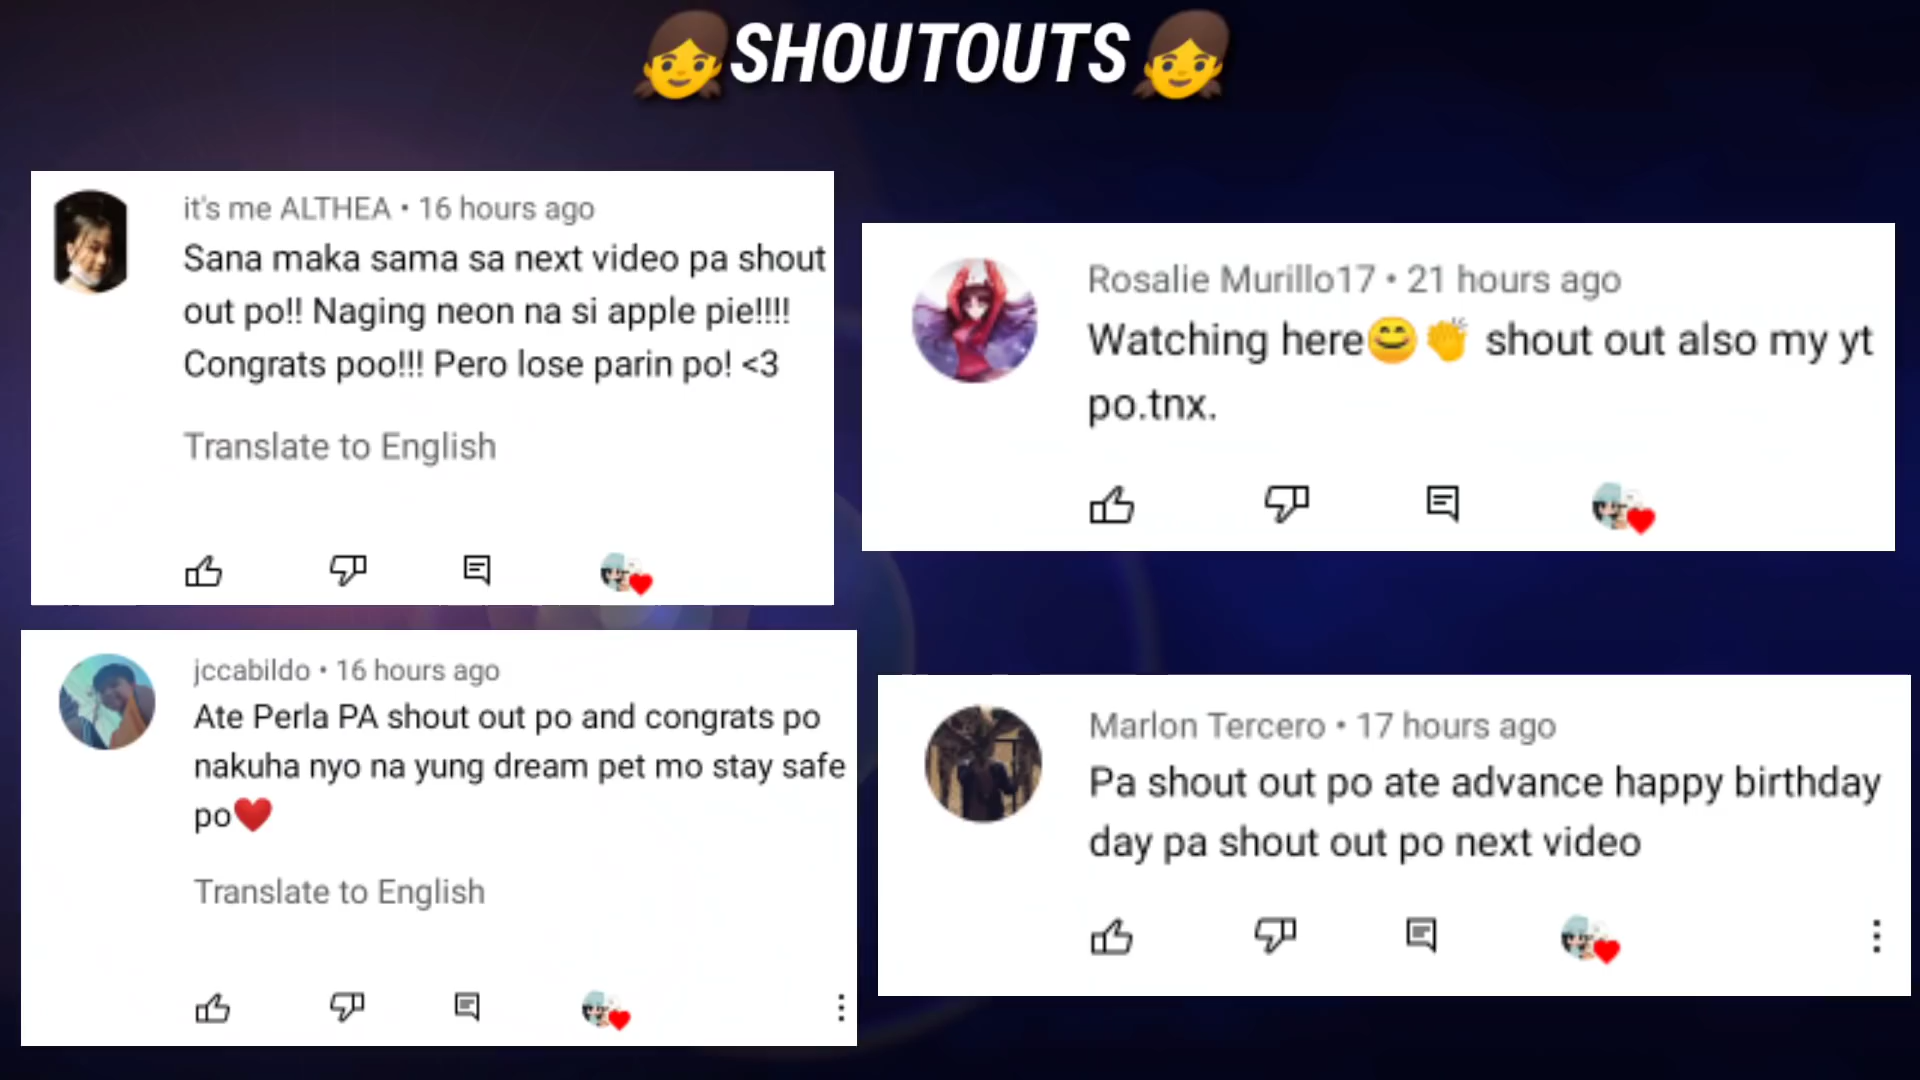 👧SHOUTOUTS👧
it's me ALTHEA • 16 hours ago
Sana maka sama sa next video pa shout
out po!! Naging neon na si apple pie!!!!
Congrats poo!!! Pero lose parin po! <3
Translate to English
Rosalie Murillo17 • 21 hours ago
Watching here😊👏 shout out also my yt
po.tnx.
jccabildo • 16 hours ago
Ate Perla PA shout out po and congrats po
nakuha nyo na yung dream pet mo stay safe
po❤️
Translate to English
Marlon Tercero • 17 hours ago
Pa shout out po ate advance happy birthday
day pa shout out po next video